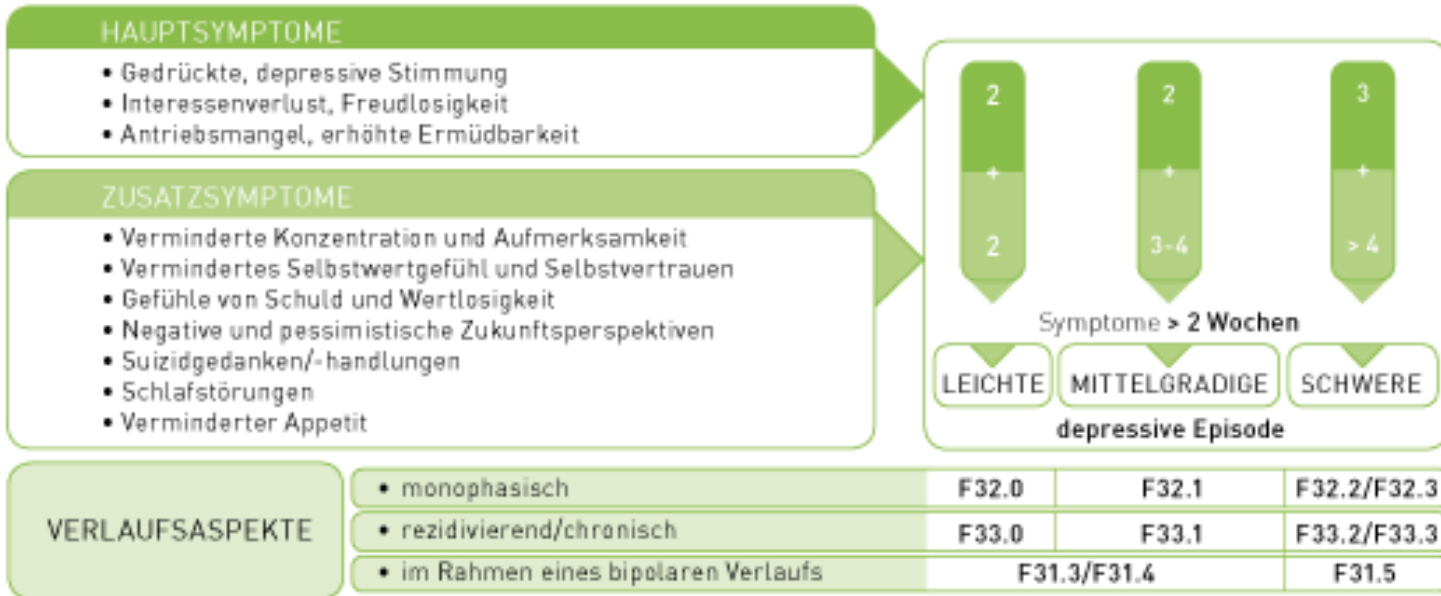 HAUPTSYMPTOME
• Gedrückte, depressive Stimmung
• Interessenverlust, Freudlosigkeit
• Antriebsmangel, erhöhte Ermüdbarkeit
ZUSATZSYMPTOME
• Verminderte Konzentration und Aufmerksamkeit
• Vermindertes Selbstwertgefühl und Selbstvertrauen
• Gefühle von Schuld und Wertlosigkeit
• Negative und pessimistische Zukunftsperspektiven
• Suizidgedanken/-handlungen
• Schlafstörungen
• Verminderter Appetit
2 2 3
+ + +
2 3-4 > 4
Symptome > 2 Wochen
LEICHTE MITTELGRADIGE SCHWERE
depressive Episode
VERLAUFSASPEKTE
• monophasisch F32.0 F32.1 F32.2/F32.3
• rezidivierend/chronisch F33.0 F33.1 F33.2/F33.3
• im Rahmen eines bipolaren Verlaufs F31.3/F31.4 F31.5